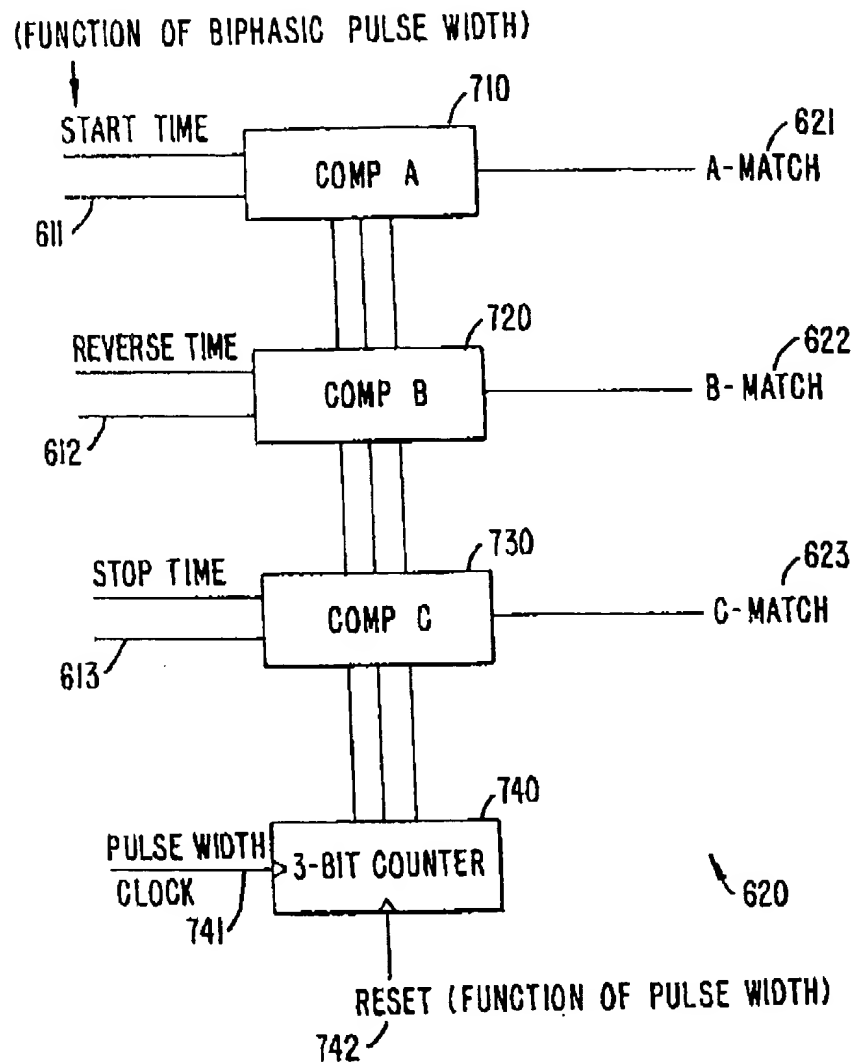 (FUNCTION OF BIPHASIC PULSE WIDTH)
710
START TIME
COMP A
621
A-MATCH
611
720
REVERSE TIME
COMP B
622
B-MATCH
612
730
STOP TIME
COMP C
623
C-MATCH
613
740
PULSE WIDTH
CLOCK
741
3-BIT COUNTER
620
RESET (FUNCTION OF PULSE WIDTH)
742